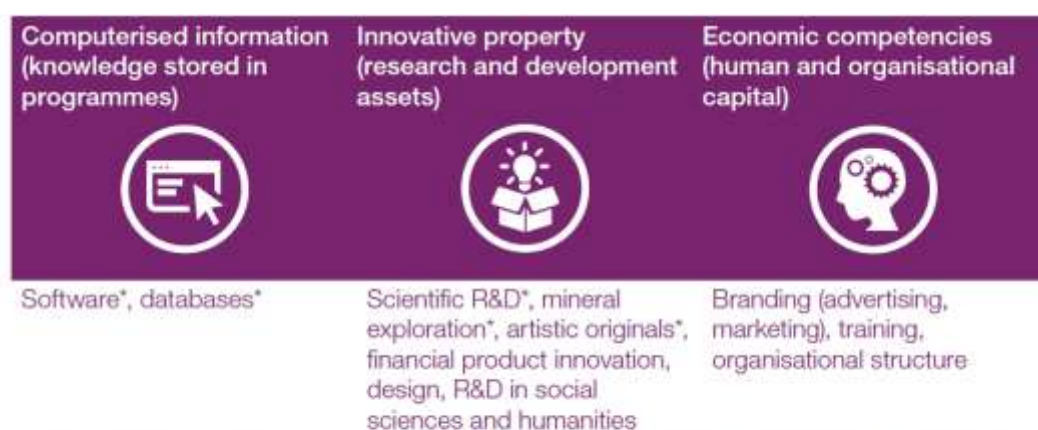 Computerised information
(knowledge stored in
programmes)
Innovative property
(research and development
assets)
Economic competencies
(human and organisational
capital)
Software*, databases*
Scientific R&D*, mineral
exploration*, artistic originals*,
financial product innovation,
design, R&D in social
sciences and humanities
Branding (advertising,
marketing), training,
organisational structure